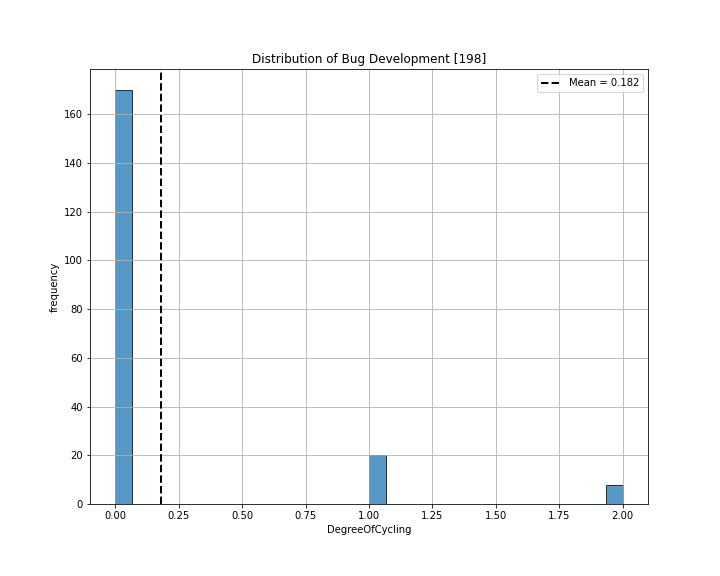 Distribution of Bug Development [198]
Mean = 0.182
frequency
160
140
120
100
80
60
40
20
0
0.00 0.25 0.50 0.75 1.00 1.25 1.50 1.75 2.00
DegreeOfCycling